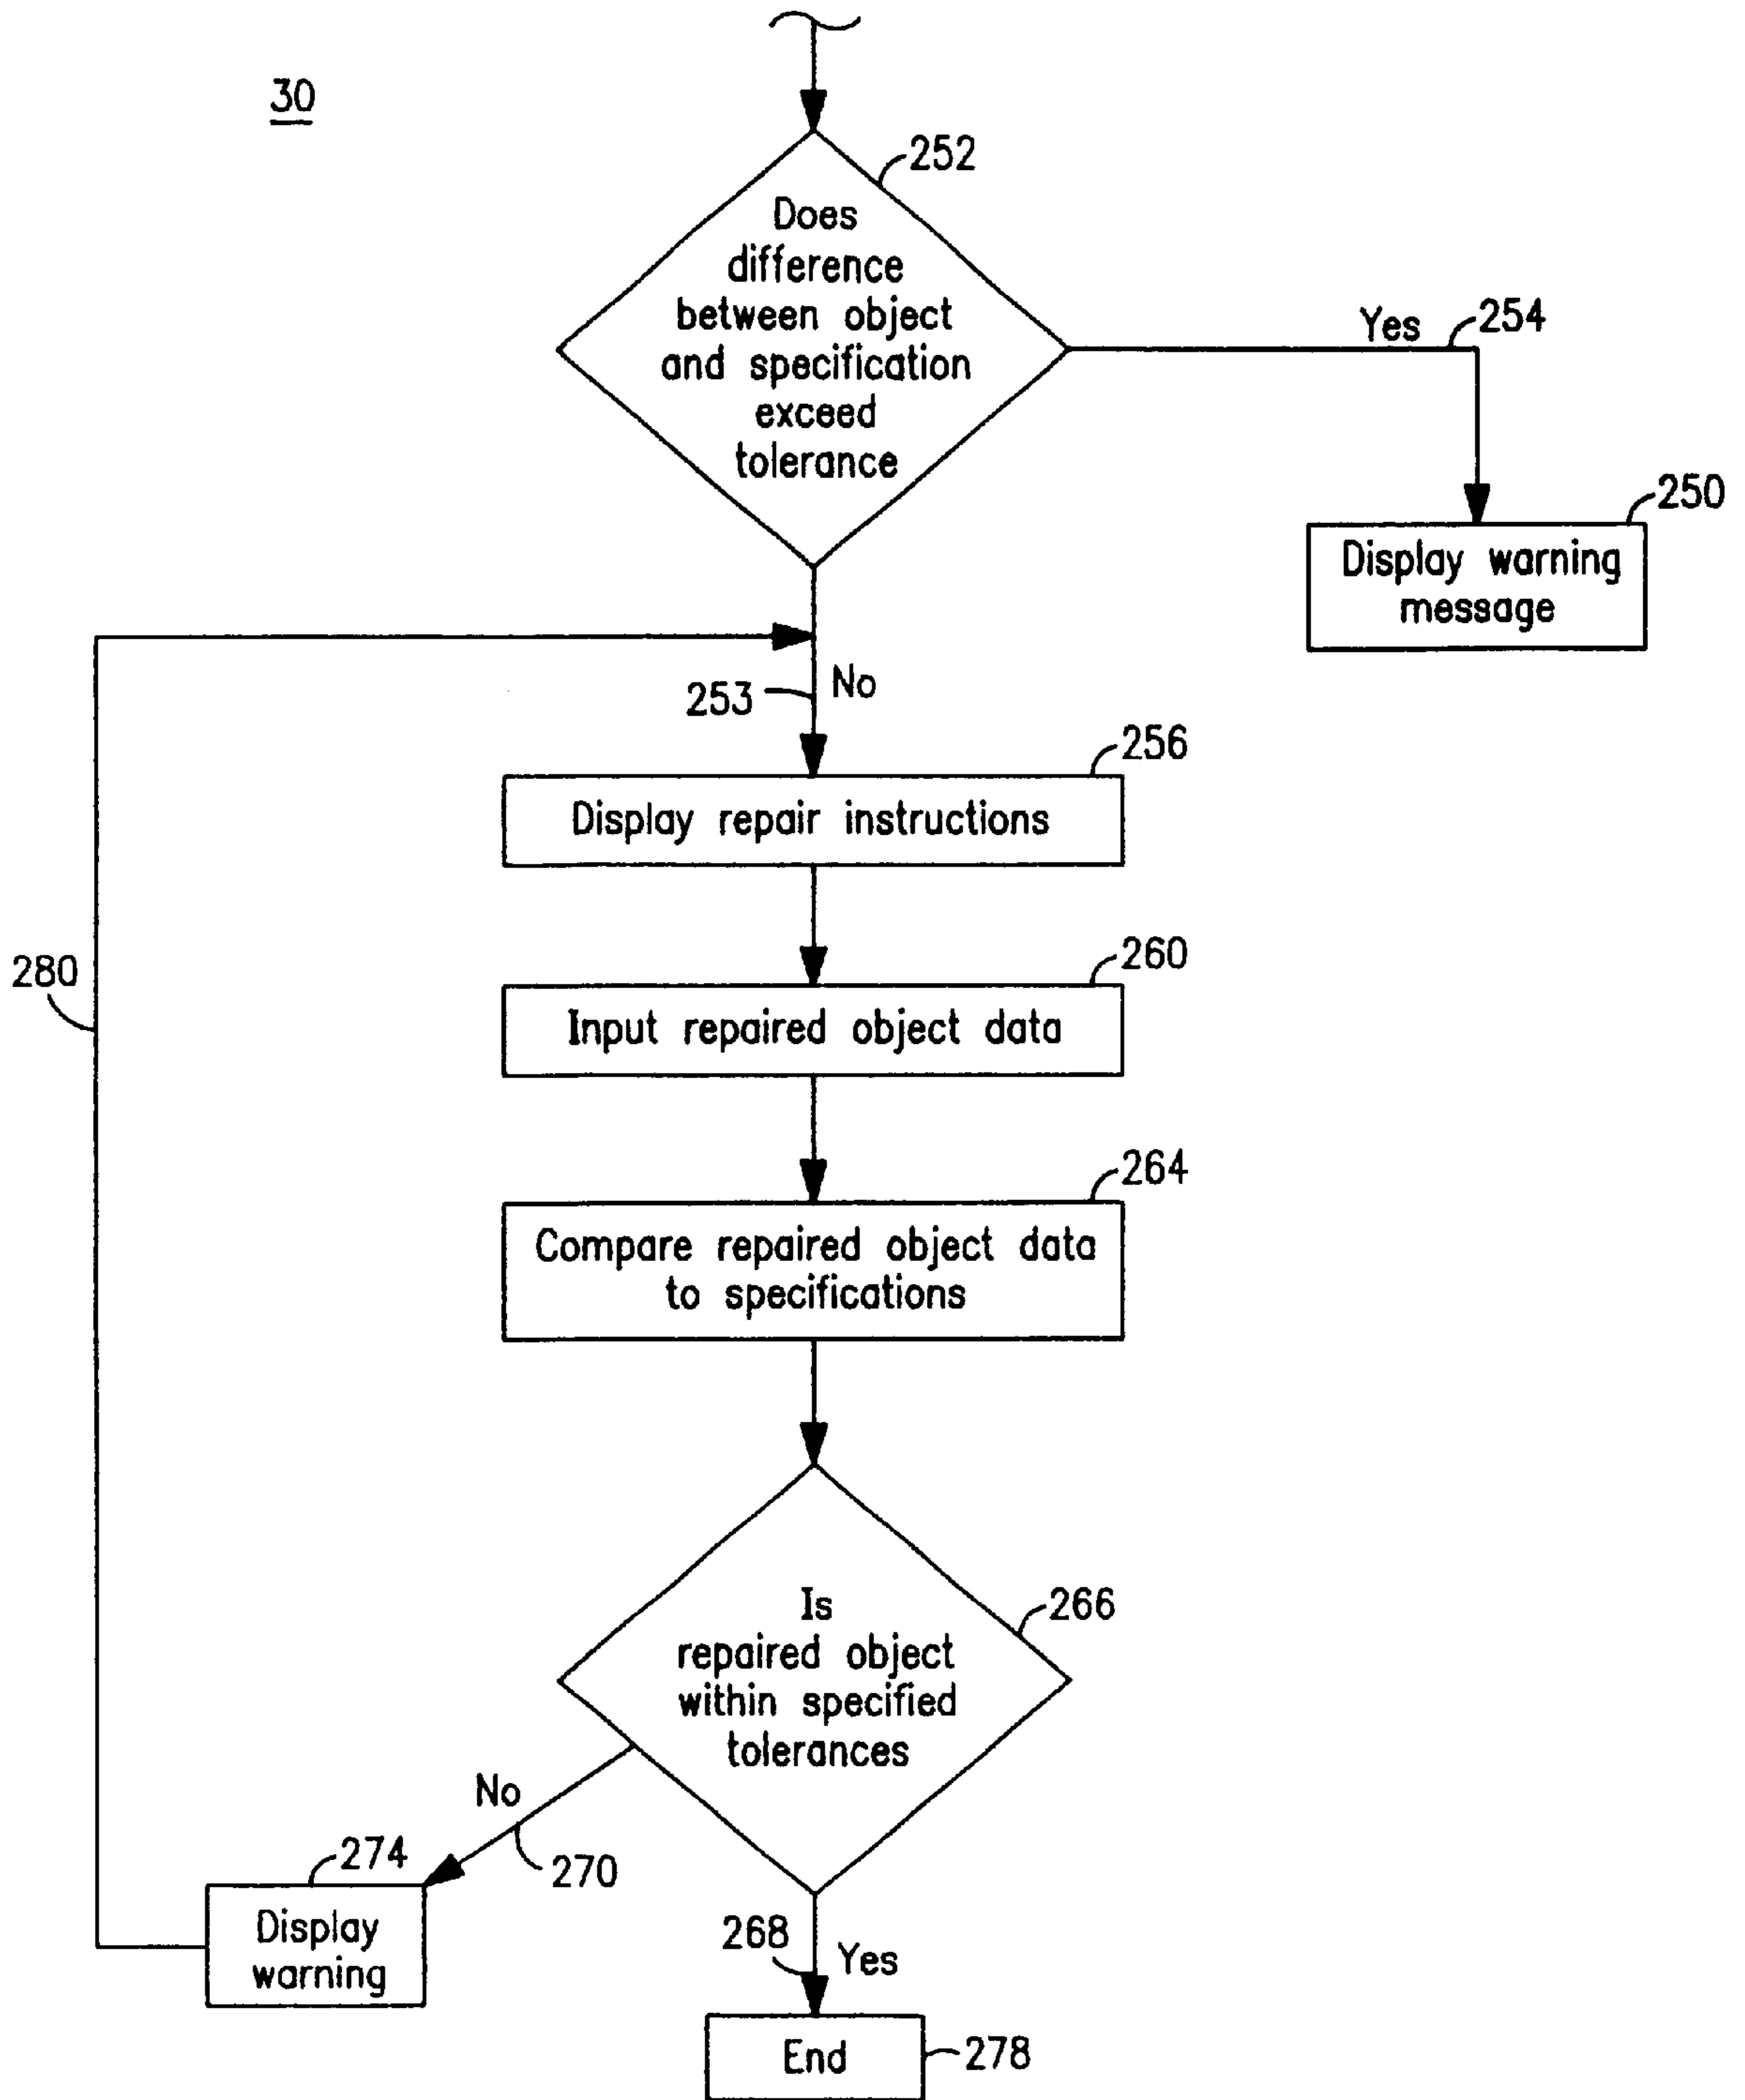 30
252
Does
difference
between object
and specification
exceed
tolerance
Yes
254
250
Display warning
message
253
No
256
Display repair instructions
280
260
Input repaired object data
264
Compare repaired object data
to specifications
266
Is
repaired object
within specified
tolerances
No
270
274
Display
warning
268
Yes
End
278